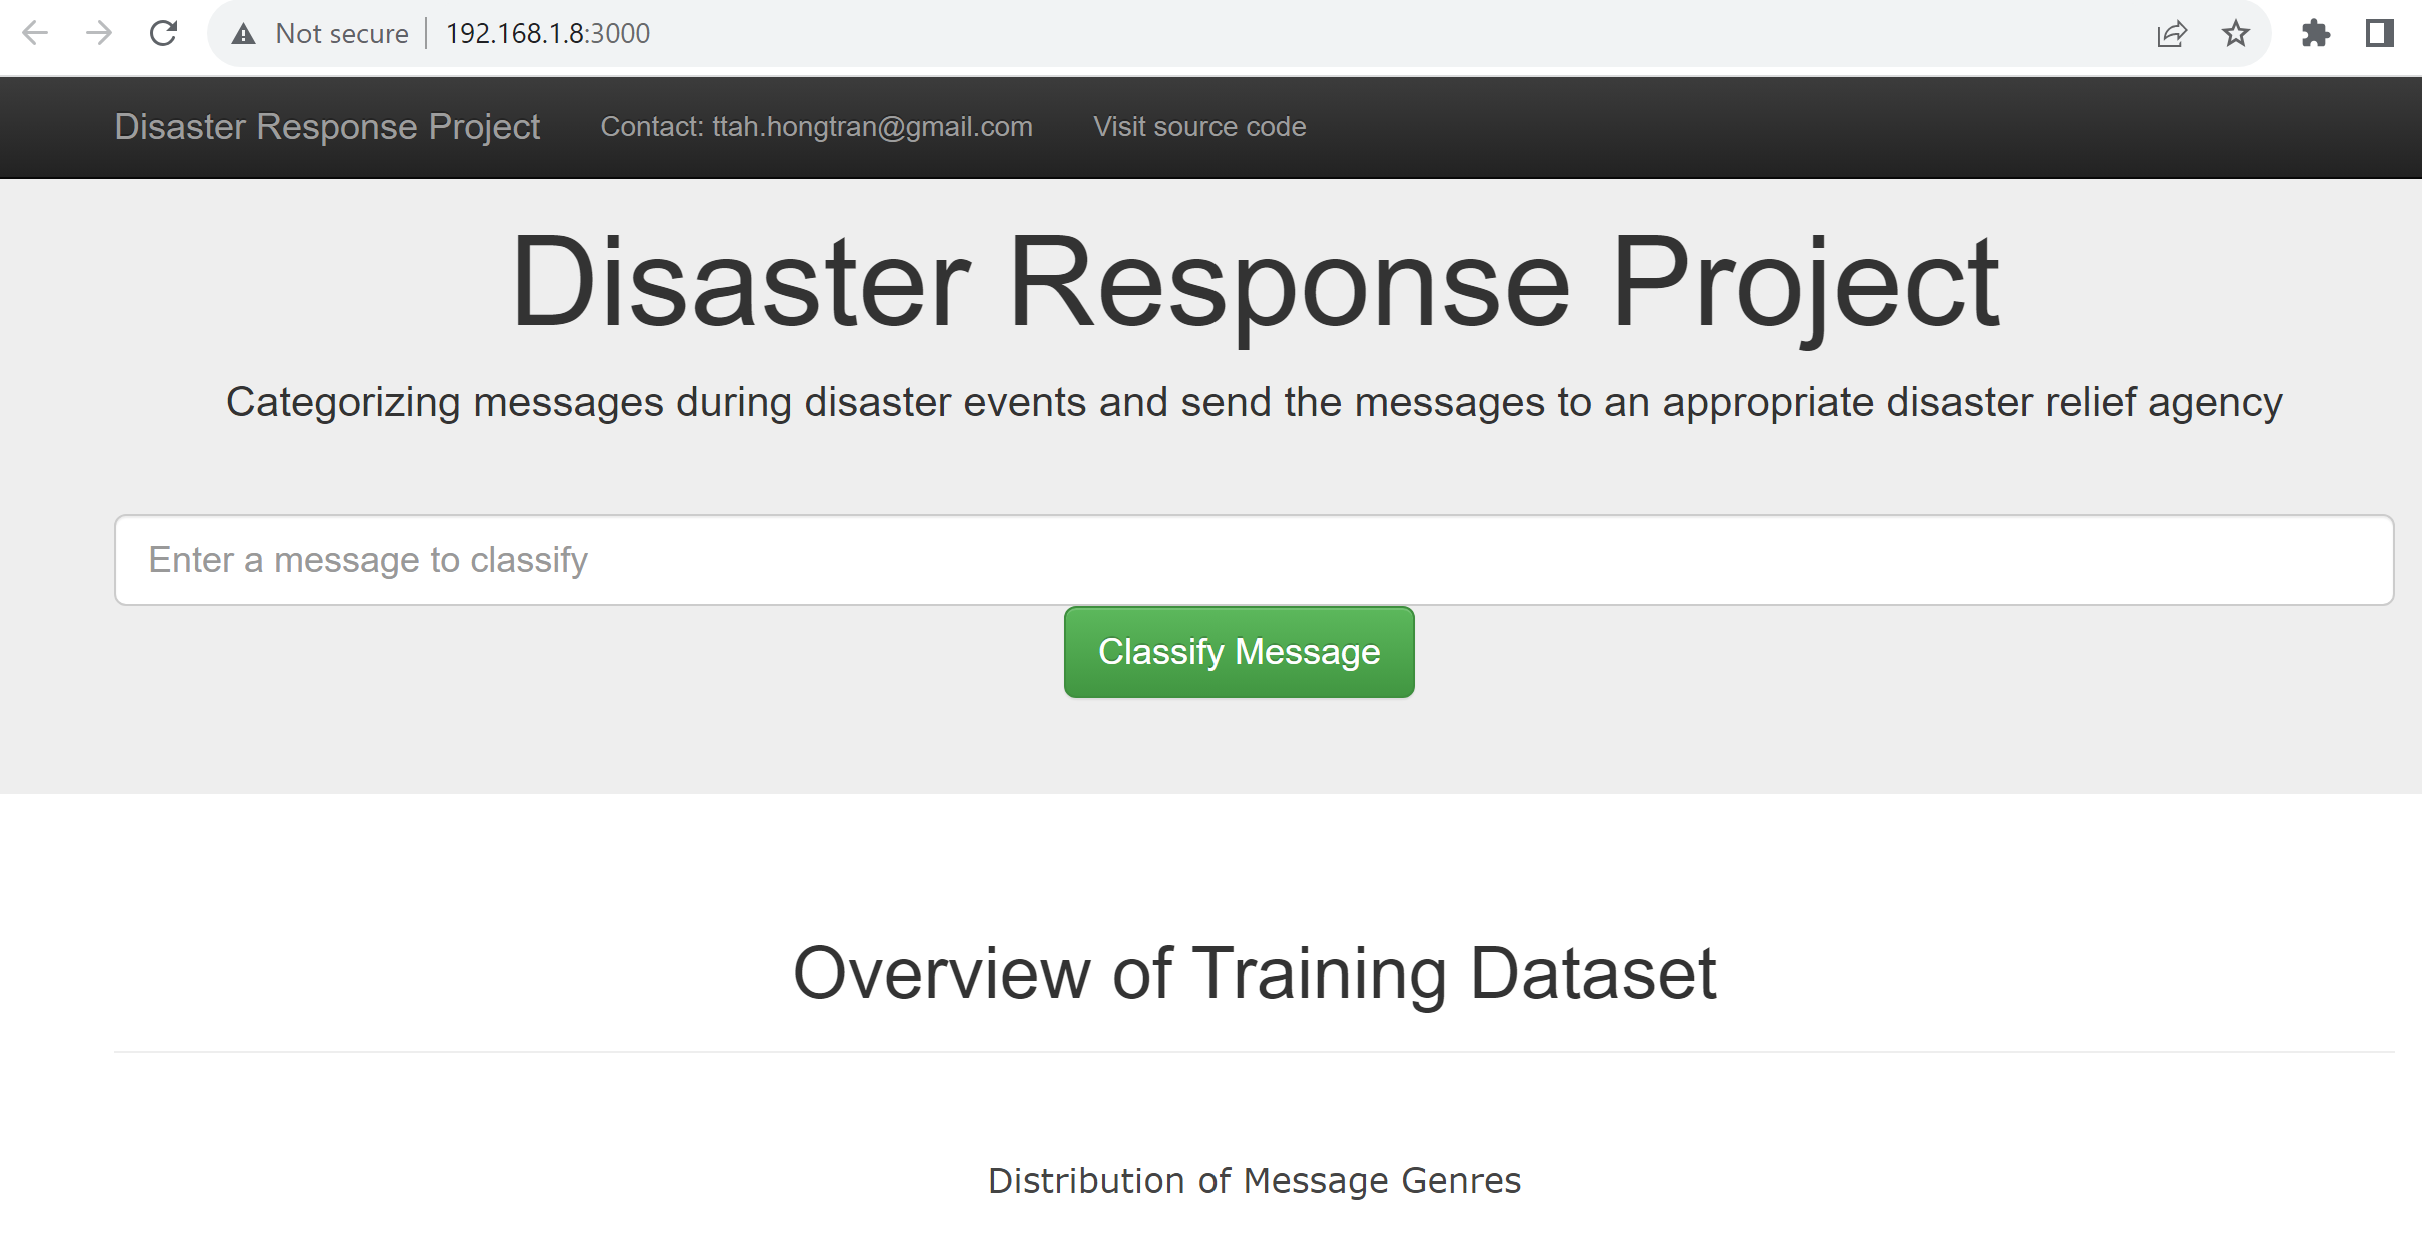 Not secure 192.168.1.8:3000
Disaster Response Project Contact: ttah.hongtran@gmail.com Visit source code
Disaster Response Project
Categorizing messages during disaster events and send the messages to an appropriate disaster relief agency
Enter a message to classify
Classify Message
Overview of Training Dataset
Distribution of Message Genres